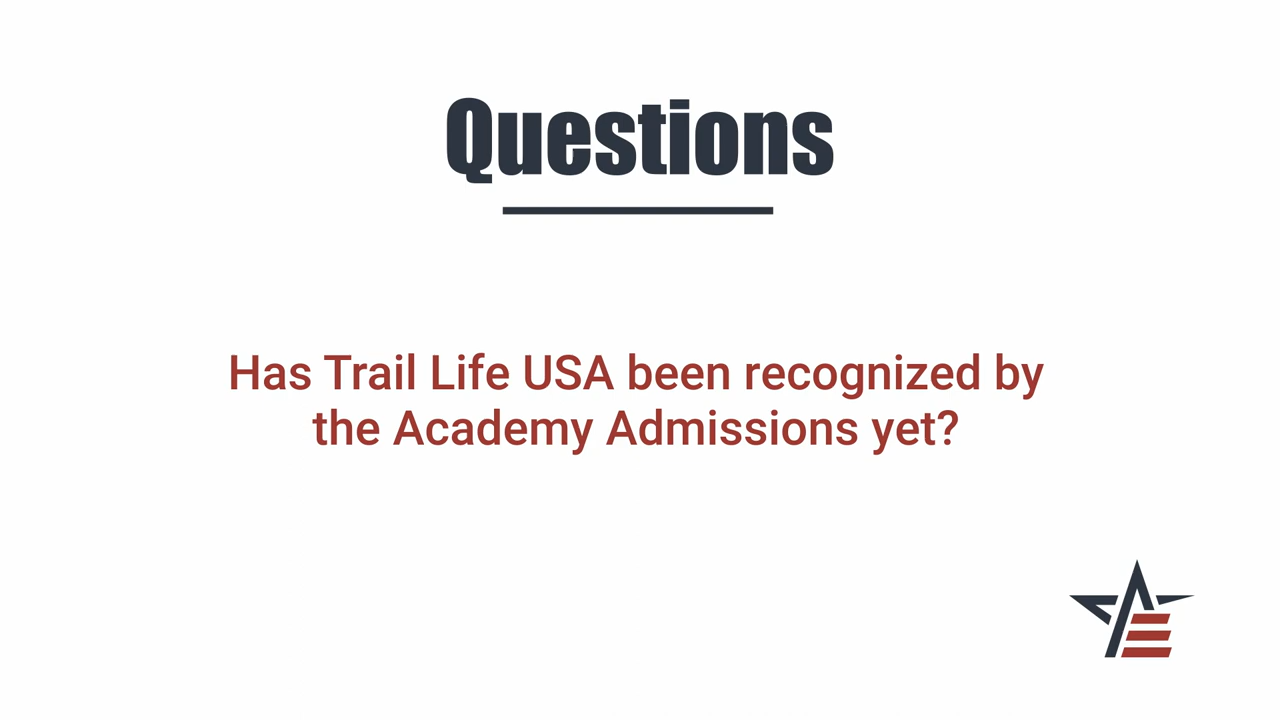 Questions
Has Trail Life USA been recognized by
the Academy Admissions yet?